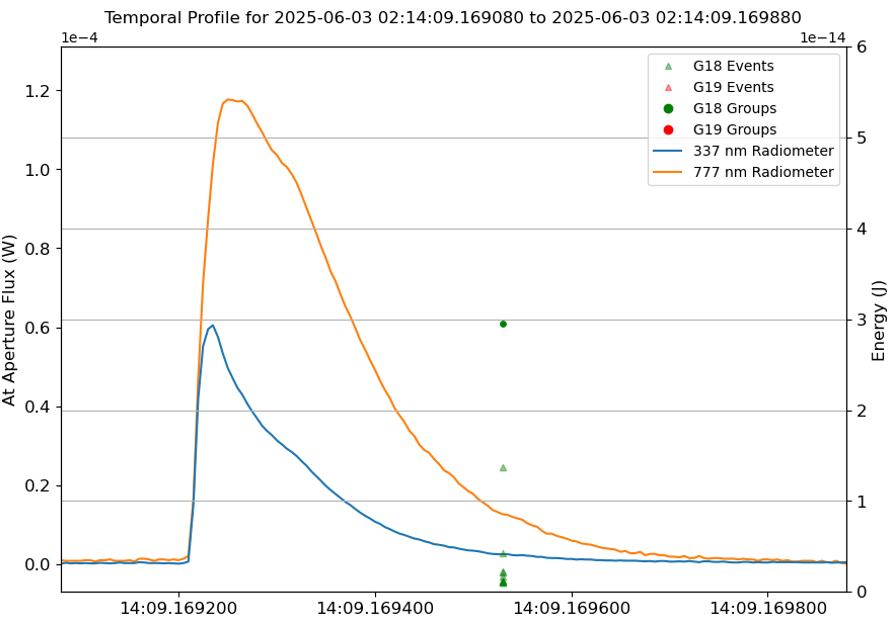 Temporal Profile for 2025-06-03 02:14:09.169080 to 2025-06-03 02:14:09.169880
1e−4
1e−14
G18 Events
G19 Events
G18 Groups
G19 Groups
337 nm Radiometer
777 nm Radiometer
At Aperture Flux (W)
1.2
1.0
0.8
0.6
0.4
0.2
0.0
Energy (J)
6
5
4
3
2
1
0
14:09.169200
14:09.169400
14:09.169600
14:09.169800